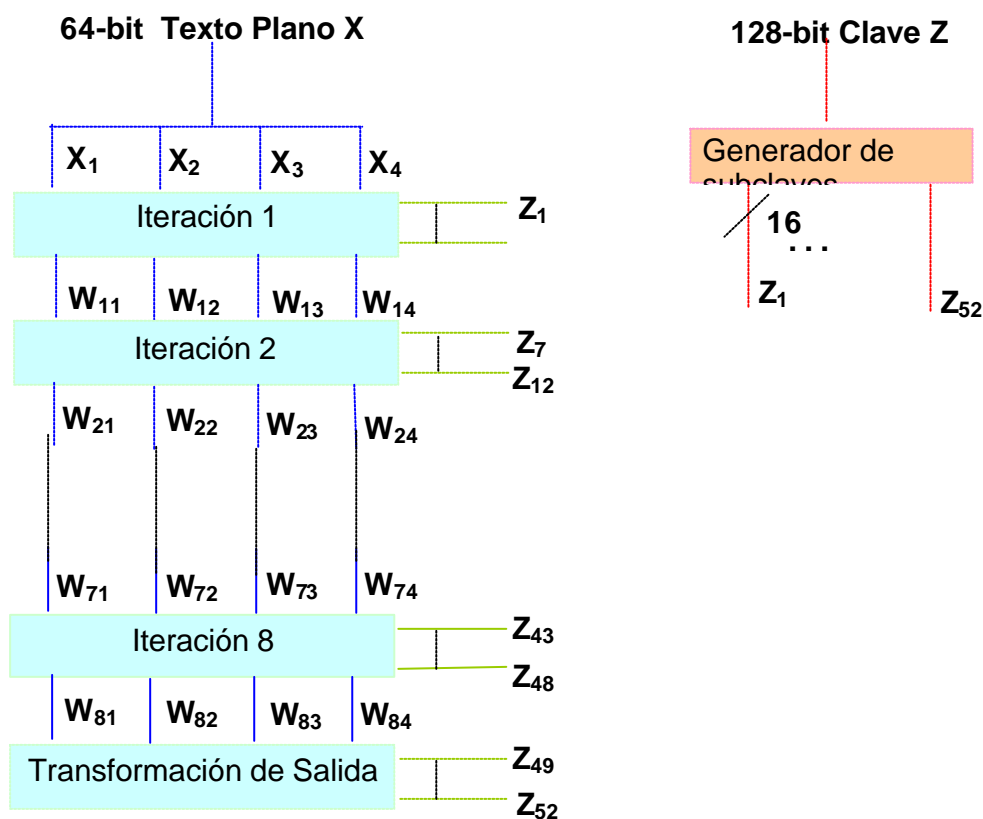 64-bit Texto Plano X
X₁ X₂ X₃ X₄
Iteración 1
Z₁
W₁₁ W₁₂ W₁₃ W₁₄
Iteración 2
Z₇
Z₁₂
W₂₁ W₂₂ W₂₃ W₂₄
W₇₁ W₇₂ W₇₃ W₇₄
Iteración 8
Z₄₃
Z₄₈
W₈₁ W₈₂ W₈₃ W₈₄
Transformación de Salida
Z₄₉
Z₅₂
128-bit Clave Z
Generador de
subclaves
16
...
Z₁ Z₅₂